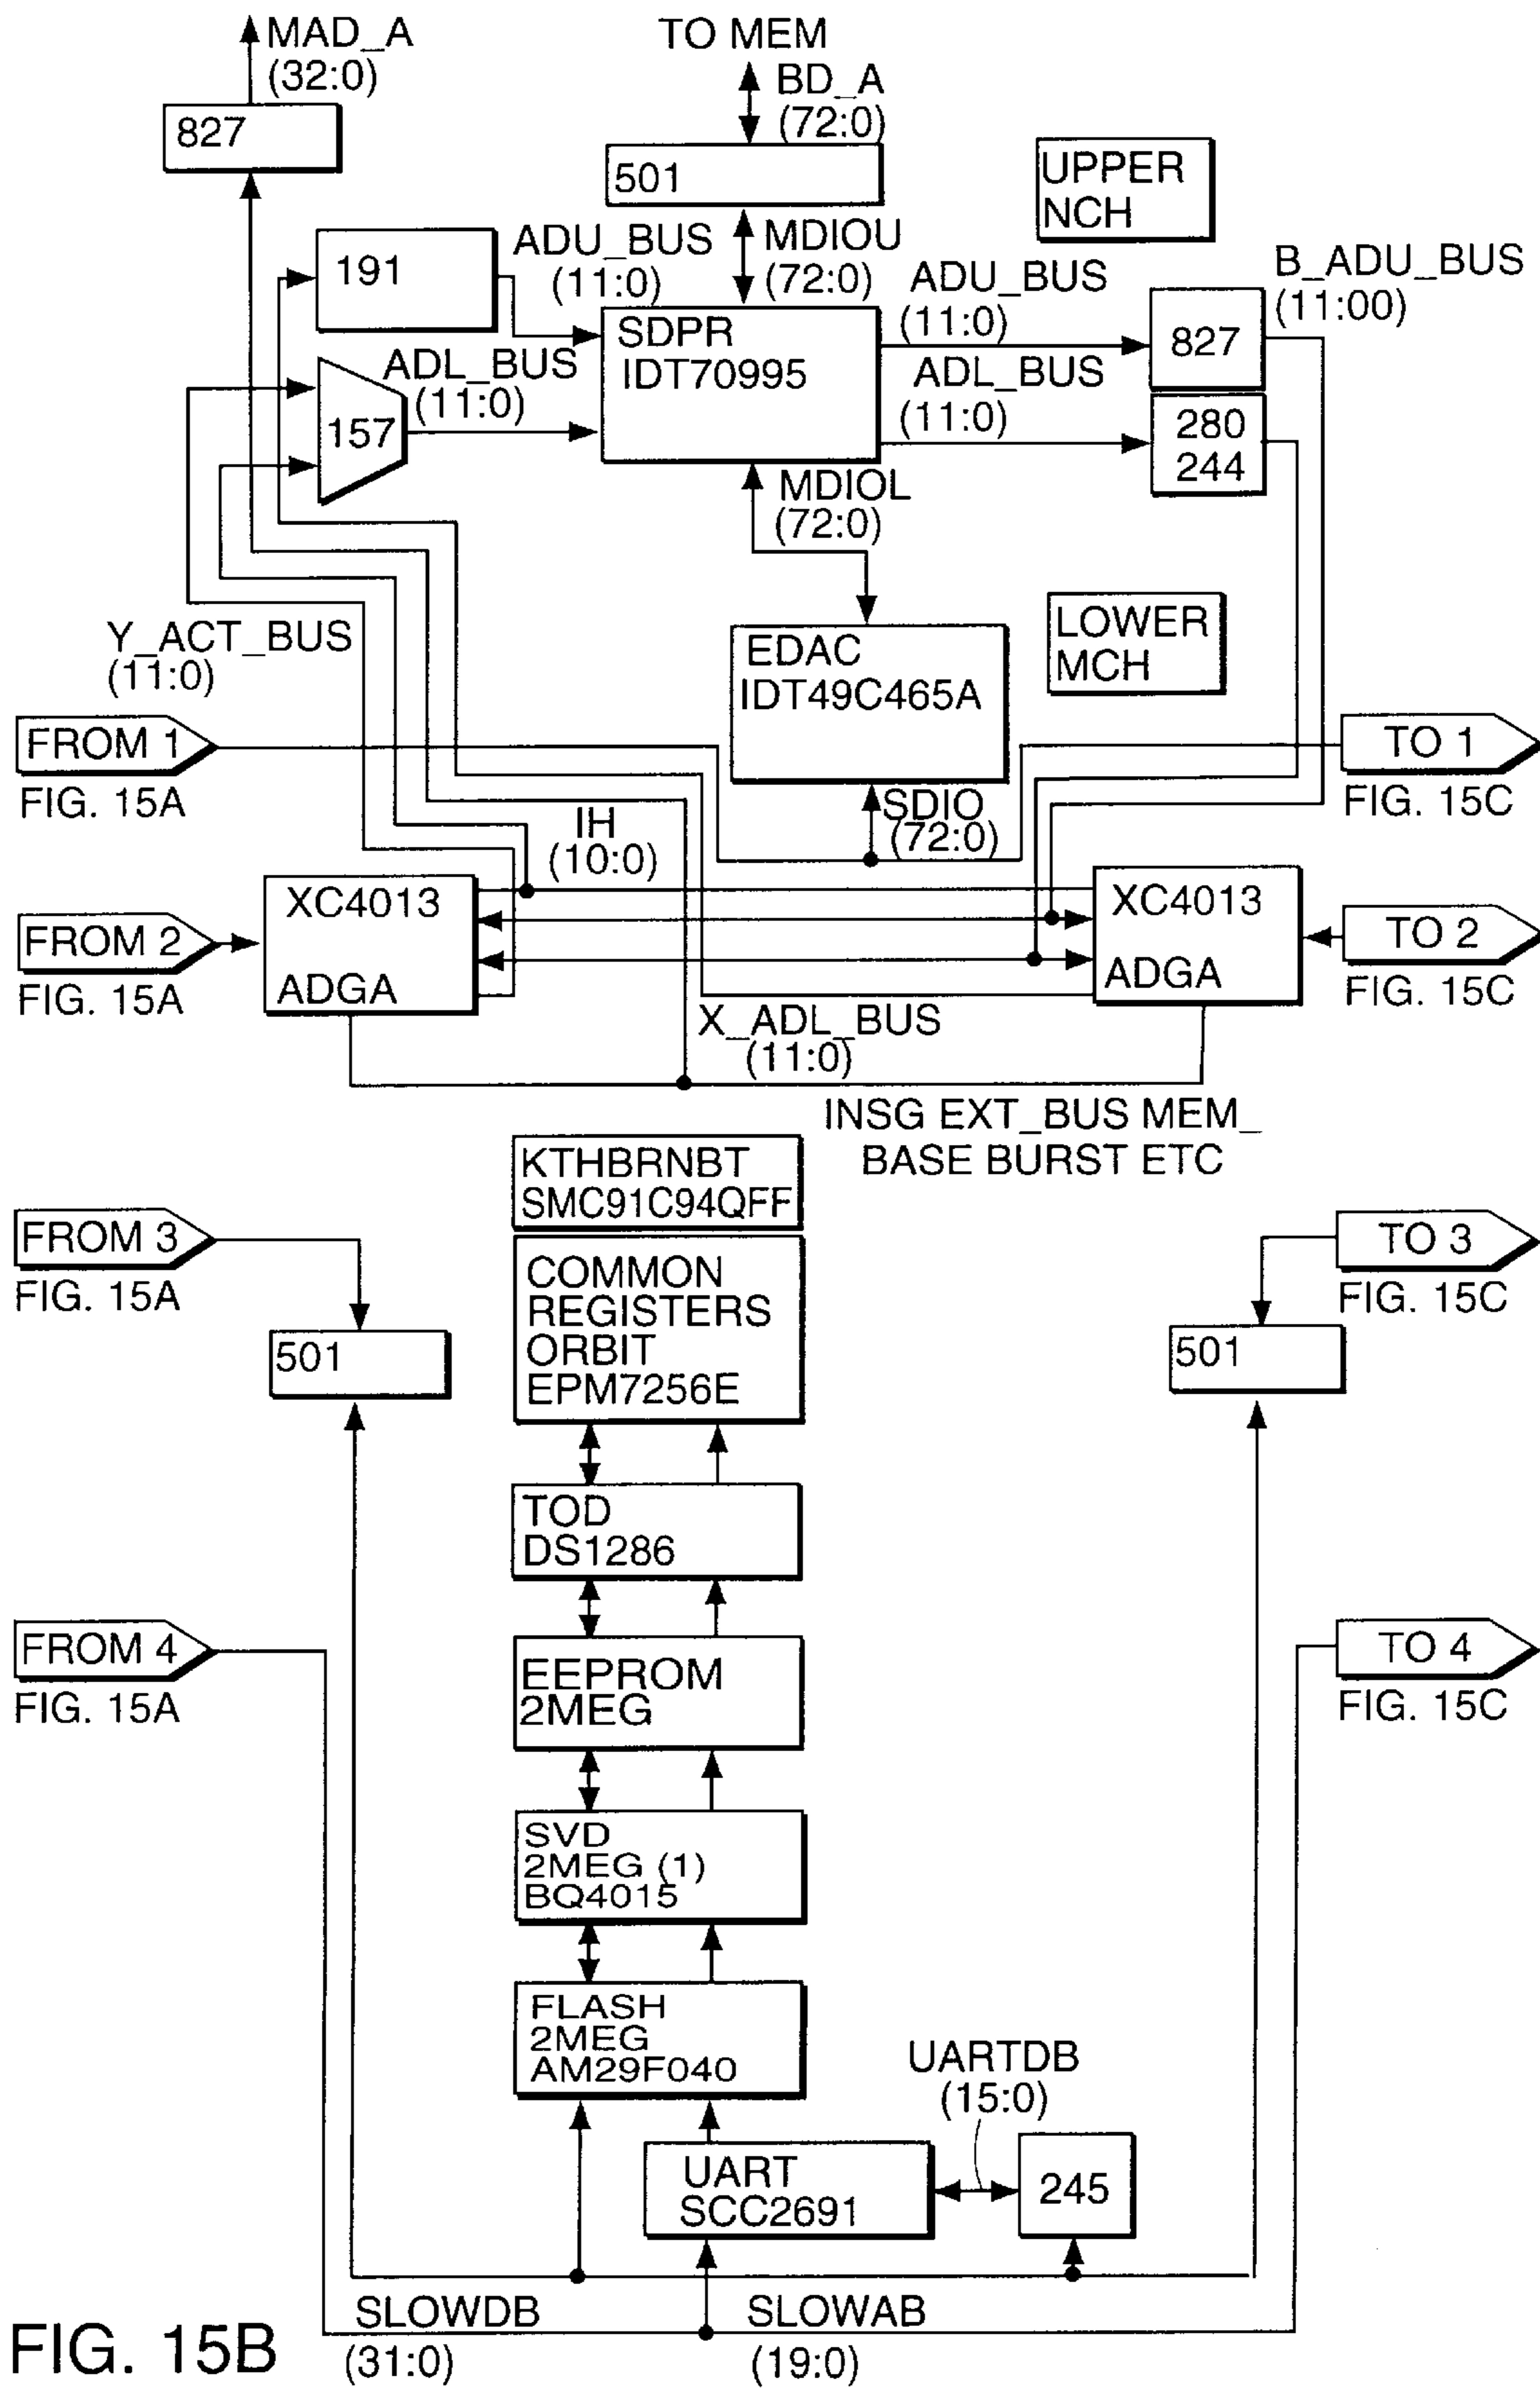 MAD_A
(32:0)
TO MEM
BD_A
(72:0)
827
501
UPPER
NCH
191
ADU_BUS
(11:0)
MDIOU
(72:0)
ADU_BUS
(11:0)
B_ADU_BUS
(11:00)
SDPR
IDT70995
827
ADL_BUS
(11:0)
ADL_BUS
(11:0)
157
280
244
MDIOL
(72:0)
Y_ACT_BUS
(11:0)
EDAC
IDT49C465A
LOWER
MCH
FROM 1
FIG. 15A
TO 1
FIG. 15C
IH
(10:0)
SDIO
(72:0)
XC4013
ADGA
XC4013
ADGA
FROM 2
FIG. 15A
TO 2
FIG. 15C
X_ADL_BUS
(11:0)
INSG EXT_BUS MEM_
BASE BURST ETC
KTHBRNBT
SMC91C94QFF
FROM 3
FIG. 15A
TO 3
FIG. 15C
COMMON
REGISTERS
ORBIT
EPM7256E
501
501
TOD
DS1286
FROM 4
FIG. 15A
EEPROM
2MEG
TO 4
FIG. 15C
SVD
2MEG (1)
BQ4015
FLASH
2MEG
AM29F040
UARTDB
(15:0)
UART
SCC2691
245
SLOWDB
(31:0)
SLOWAB
(19:0)
FIG. 15B